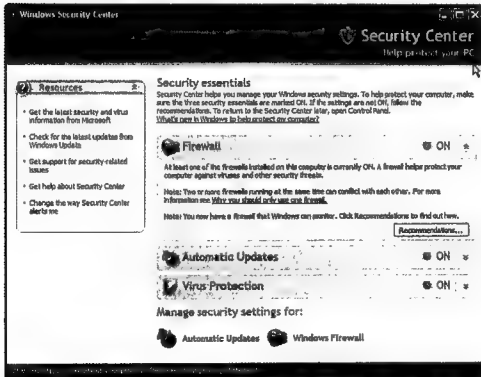 Windows Security Center
Security Center
Help protect your PC
Resources
Get the latest security and virus
information from Microsoft
Check for the latest updates from
Windows Update
Get support for security-related
issues
Get help about Security Center
Change the way Security Center
alerts me
Security essentials
Security Center helps you manage your Windows security settings. To help protect your computer, make
sure the three security essentials are marked ON. If the settings are not ON, follow the
recommendations. To return to the Security Center later, open Control Panel.
What's new in Windows to help protect my computer?
Firewall ON
At least one of the firewalls installed on this computer is currently ON. A firewall helps protect your
computer against viruses and other security threats.
Note: Two or more firewalls running at the same time can conflict with each other. For more
information see Why you should only use one firewall.
Note: You now have a firewall that Windows can monitor. Click Recommendations to find out how.
Recommendations...
Automatic Updates ON
Virus Protection ON
Manage security settings for:
Automatic Updates Windows Firewall